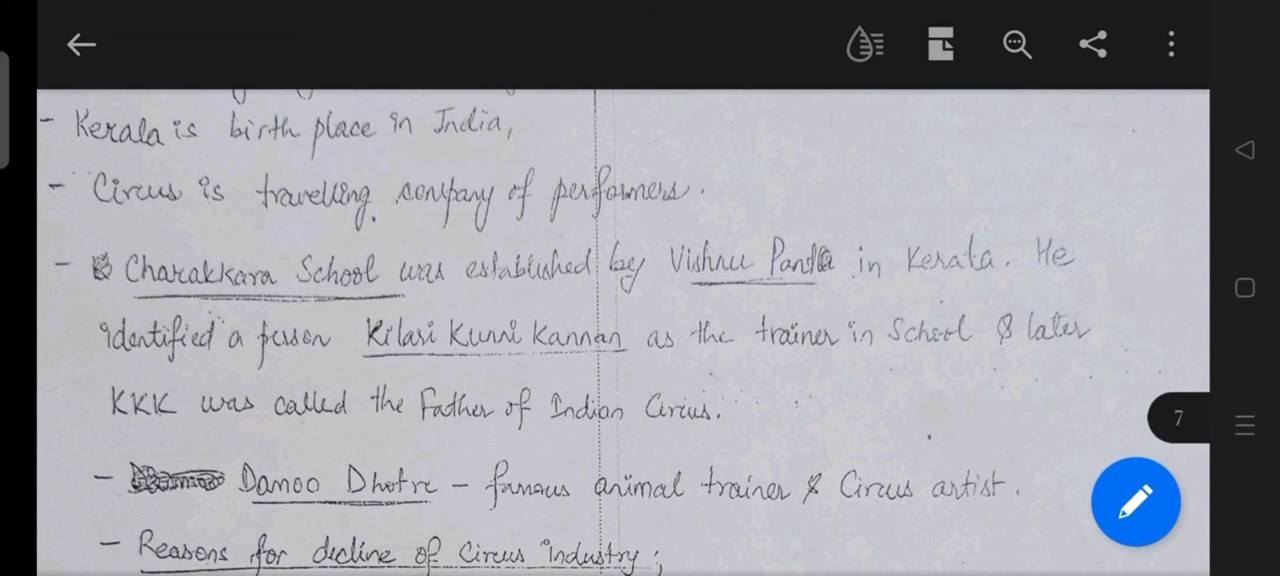 - Kerala is birth place in India,
- Circus is travelling company of performers.
- Charakkara School was established by Vishnu Panda in Kerala. He
identified a person Kilari Kunni Kannan as the trainer in School & later
KKK was called the Father of Indian Circus.
7
- Damoo Dhotre - famous animal trainer & Circus artist.
- Reasons for decline of Circus industry;